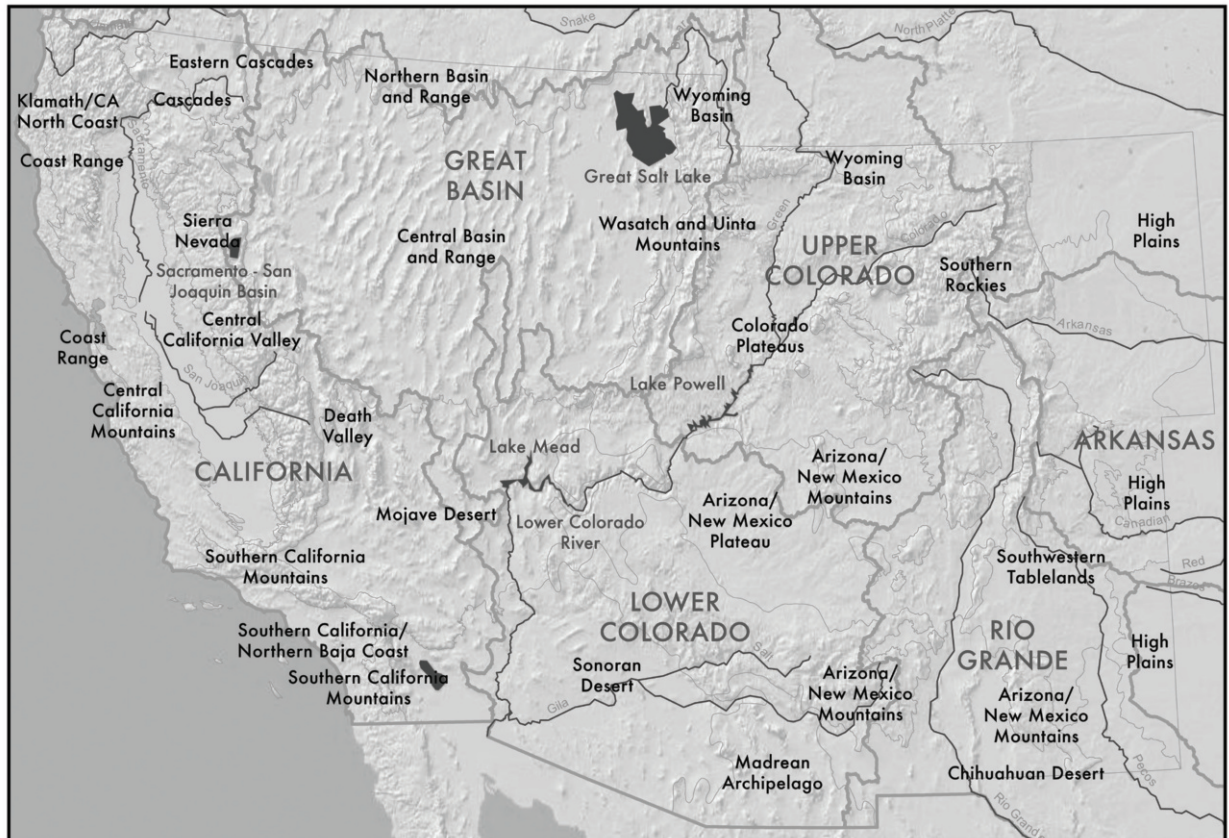 Snake
North Platte
Eastern Cascades
Northern Basin
and Range
Klamath/CA
North Coast
Cascades
Wyoming
Basin
Sacramento
Coast Range
GREAT
BASIN
Great Salt Lake
Wyoming
Basin
Green
Sierra
Nevada
Central Basin
and Range
Wasatch and Uinta
Mountains
High
Plains
UPPER
COLORADO
Sacramento - San
Joaquin Basin
Southern
Rockies
Central
California Valley
Coast
Range
Colorado
Plateaus
Arkansas
San Joaquin
Lake Powell
Central
California
Mountains
Death
Valley
ARKANSAS
Lake Mead
CALIFORNIA
Arizona/
New Mexico
Mountains
High
Plains
Mojave Desert
Lower Colorado
River
Arizona/
New Mexico
Plateau
Canadian
Southern California
Mountains
Southwestern
Tablelands
Red
Brazos
LOWER
COLORADO
RIO
GRANDE
Southern California/
Northern Baja Coast
High
Plains
Salt
Sonoran
Desert
Southern California
Mountains
Arizona/
New Mexico
Mountains
Arizona/
New Mexico
Mountains
Gila
Madrean
Archipelago
Chihuahuan Desert
Pecos